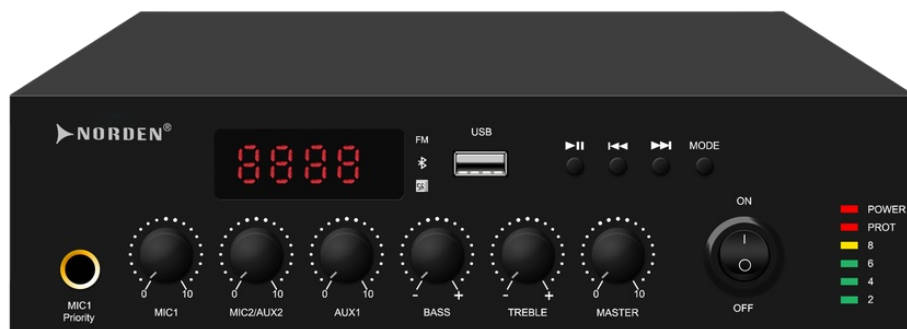 NORDEN®
8888
FM
USB
MODE
ON
OFF
POWER
PROT
8
6
4
2
MIC1
Priority
0 10
MIC1
0 10
MIC2/AUX2
0 10
AUX1
- +
BASS
- +
TREBLE
0 10
MASTER